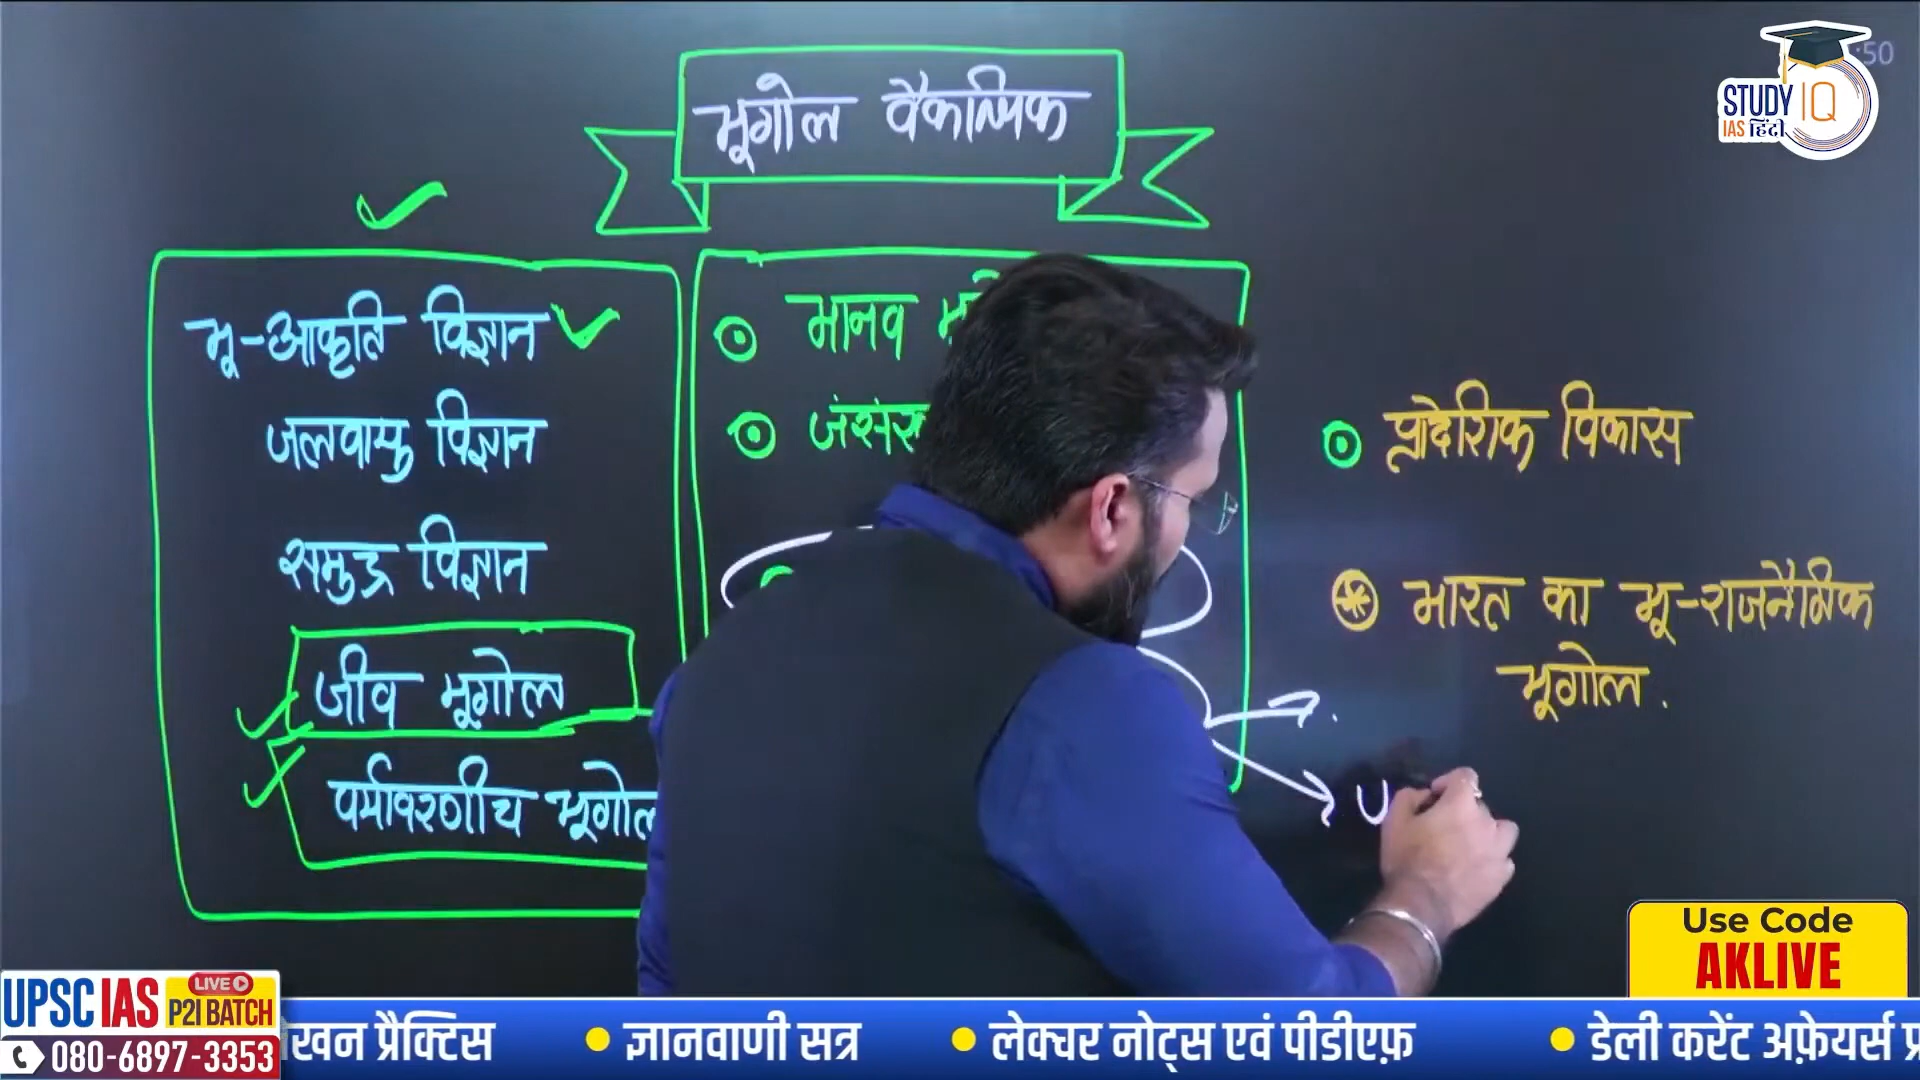 भूगोल वैकल्पिक
:50
STUDY IQ
IAS हिंदी
भू-आकृति विज्ञान
जलवायु विज्ञान
समुद्र विज्ञान
जीव भूगोल
पर्यावरणीय भूगोल
मानव
प्रादेशिक विकास
भारत का भू-राजनैतिक
भूगोल.
U
Use Code
AKLIVE
UPSC IAS LIVE P2I BATCH
080-6897-3353
प्रैक्टिस • ज्ञानवाणी सत्र • लेक्चर नोट्स एवं पीडीएफ़ • डेली करेंट अफ़ेयर्स